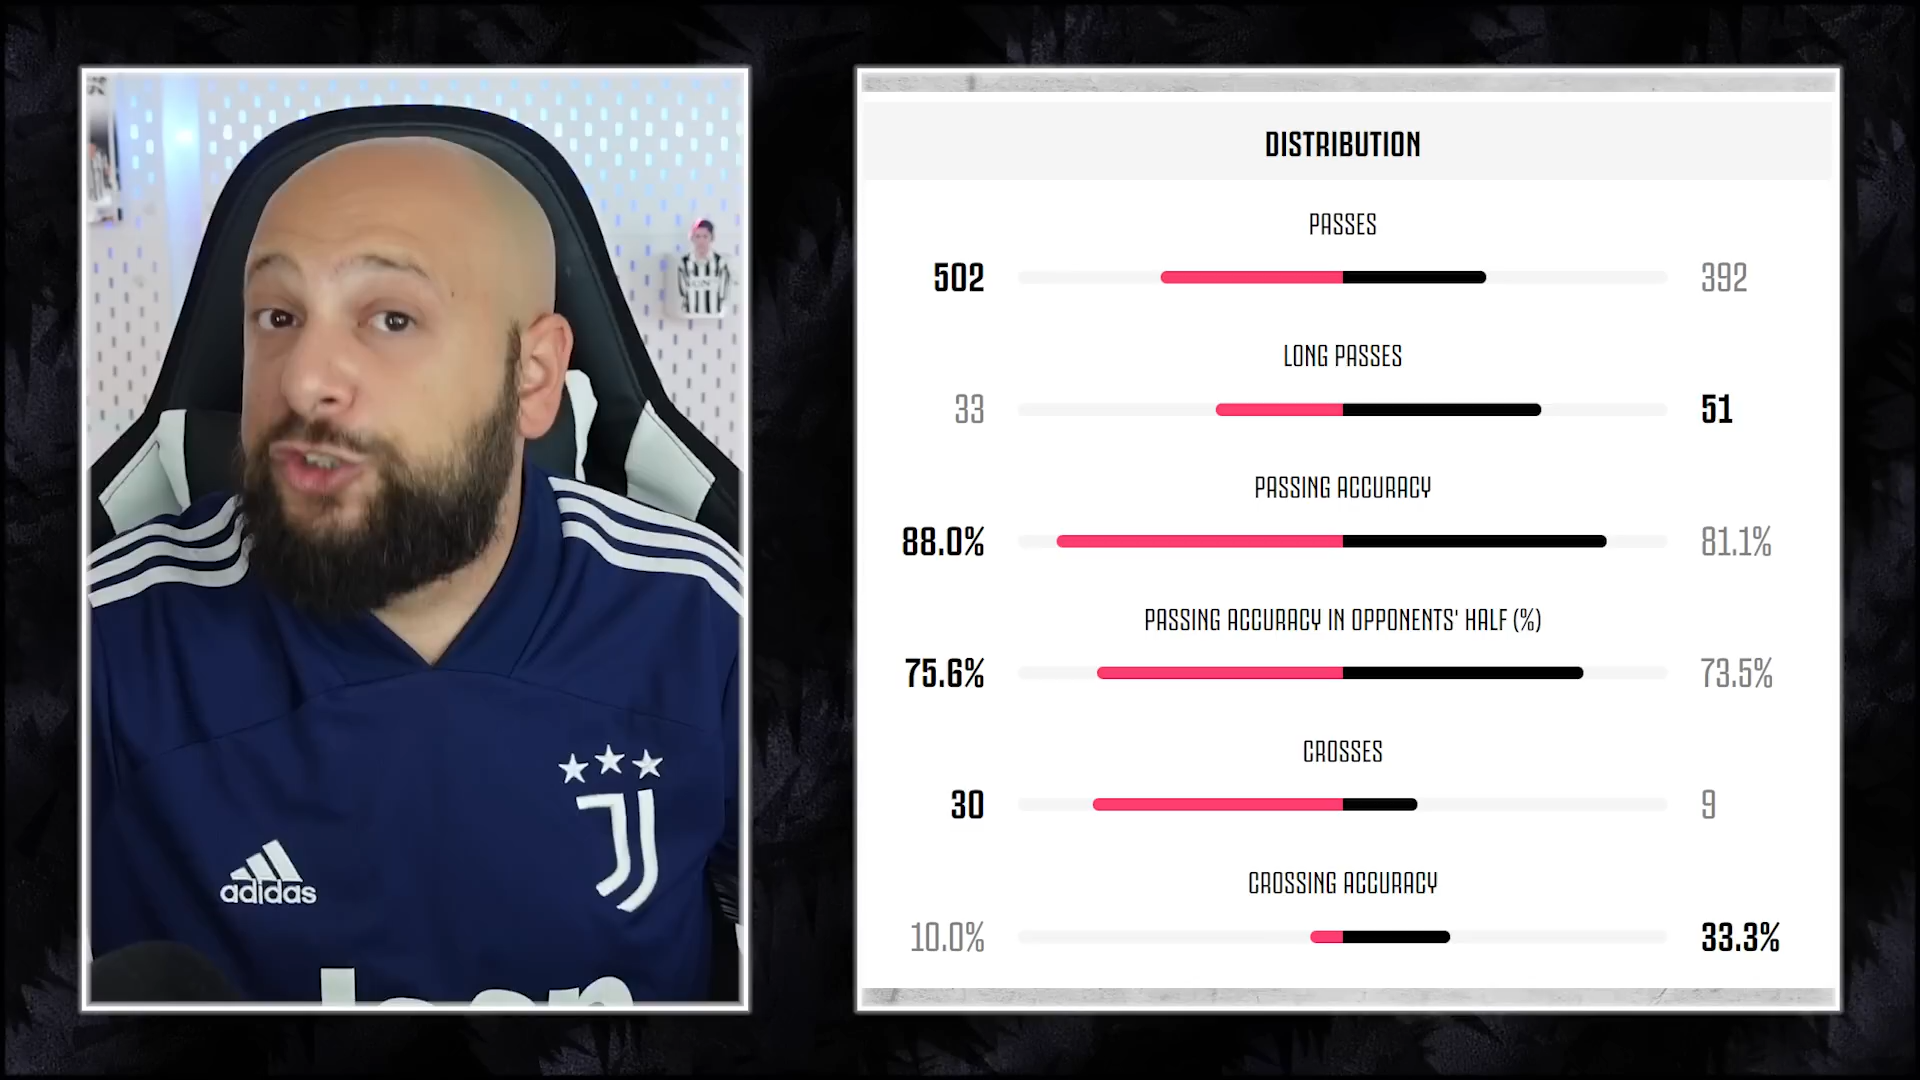 DISTRIBUTION
PASSES
502 392
LONG PASSES
33 51
PASSING ACCURACY
88.0% 81.1%
PASSING ACCURACY IN OPPONENTS' HALF (%)
75.6% 73.5%
CROSSES
30 9
CROSSING ACCURACY
10.0% 33.3%
adidas
Jeep